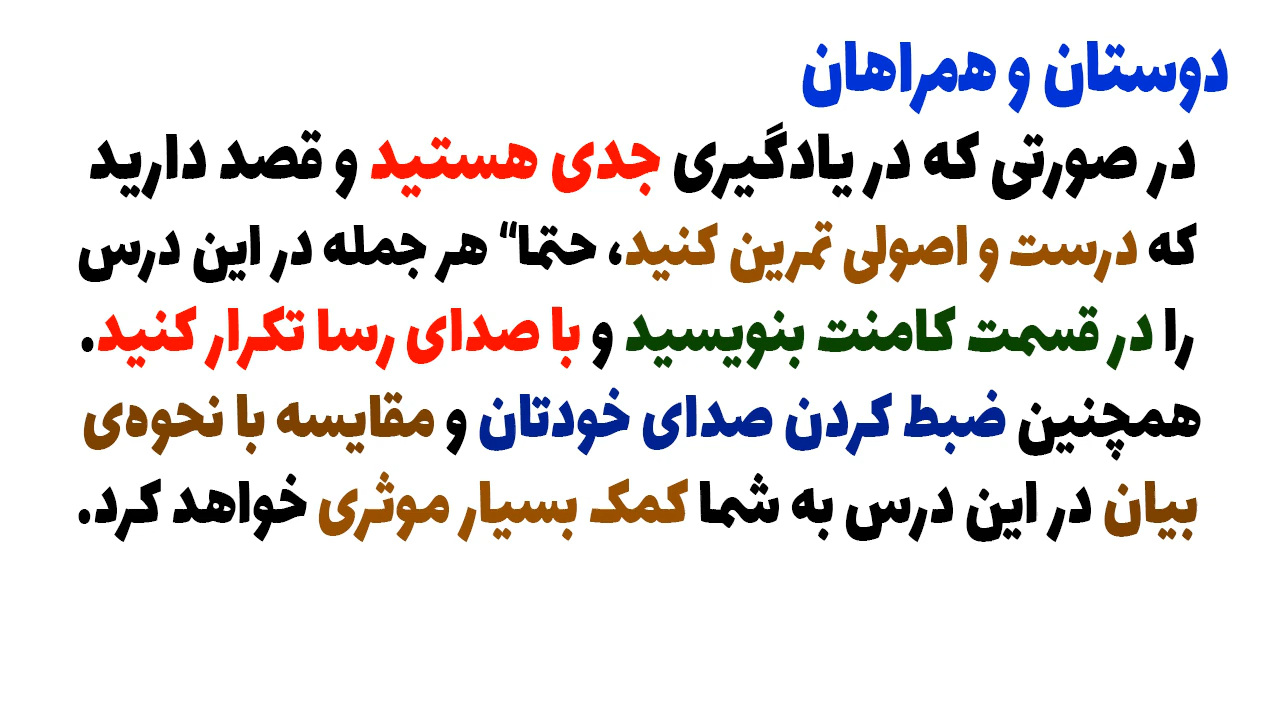 دوستان و همراهان
در صورتی که در یادگیری جدی هستید و قصد دارید
که درست و اصولی تمرین کنید، حتما“ هر جمله در این درس
را در قسمت کامنت بنویسید و با صدای رسا تکرار کنید.
همچنین ضبط کردن صدای خودتان و مقایسه با نحوه‌ی
بیان در این درس به شما کمک بسیار موثری خواهد کرد.